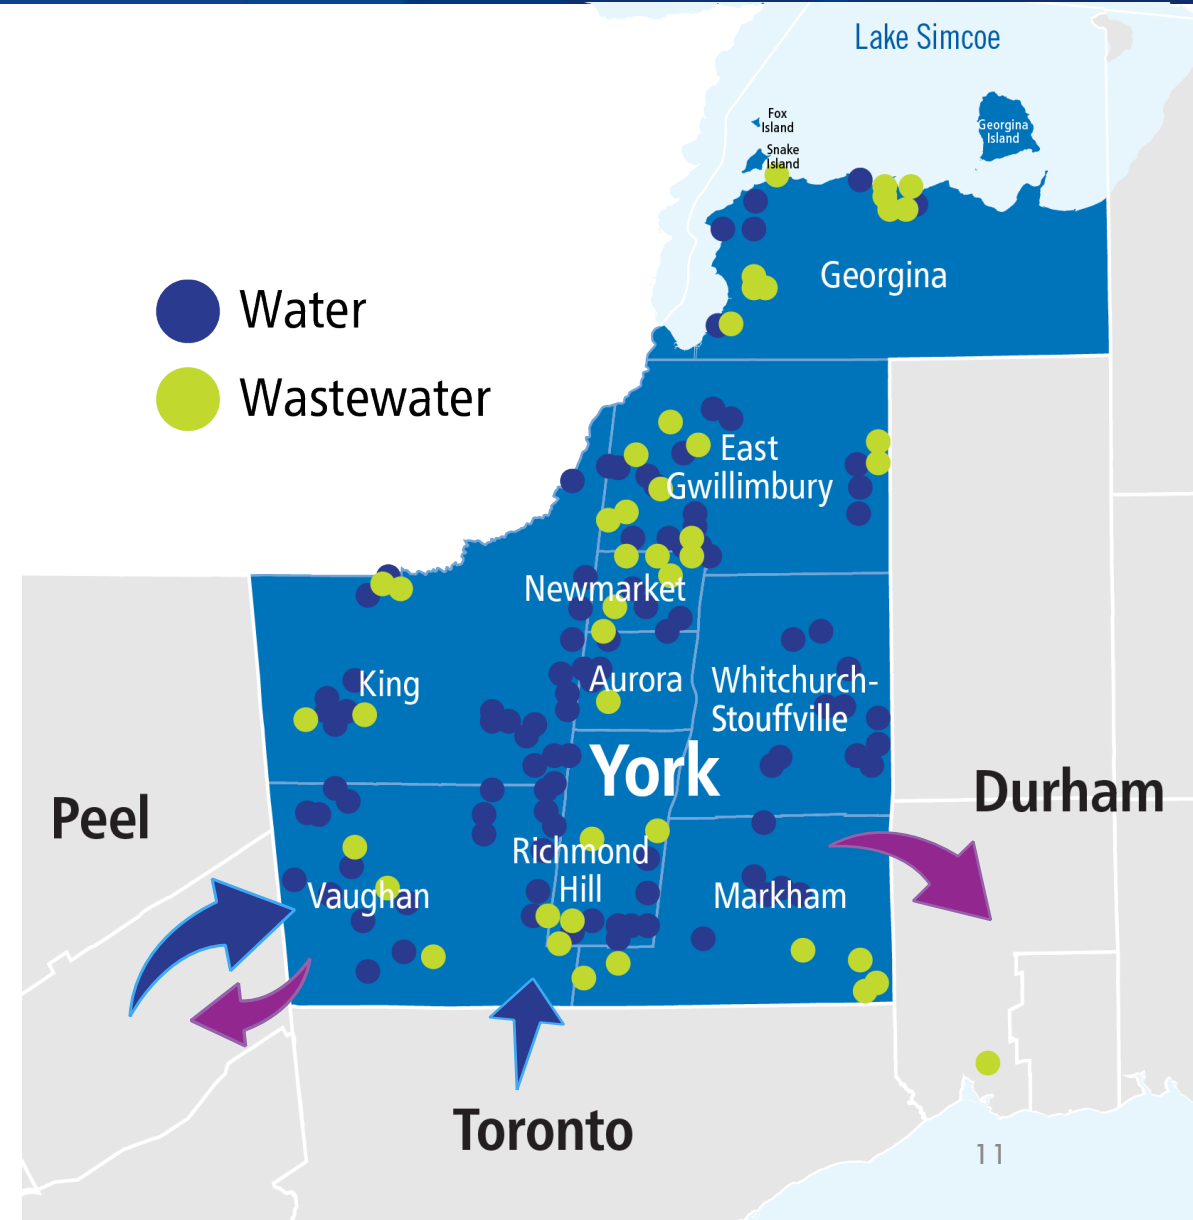 Lake Simcoe
Fox
Island
Georgina
Island
Snake
Island
Georgina
Water
Wastewater
East
Gwillimbury
Newmarket
King
Aurora
Whitchurch-
Stouffville
York
Peel
Durham
Richmond
Hill
Vaughan
Markham
Toronto
11